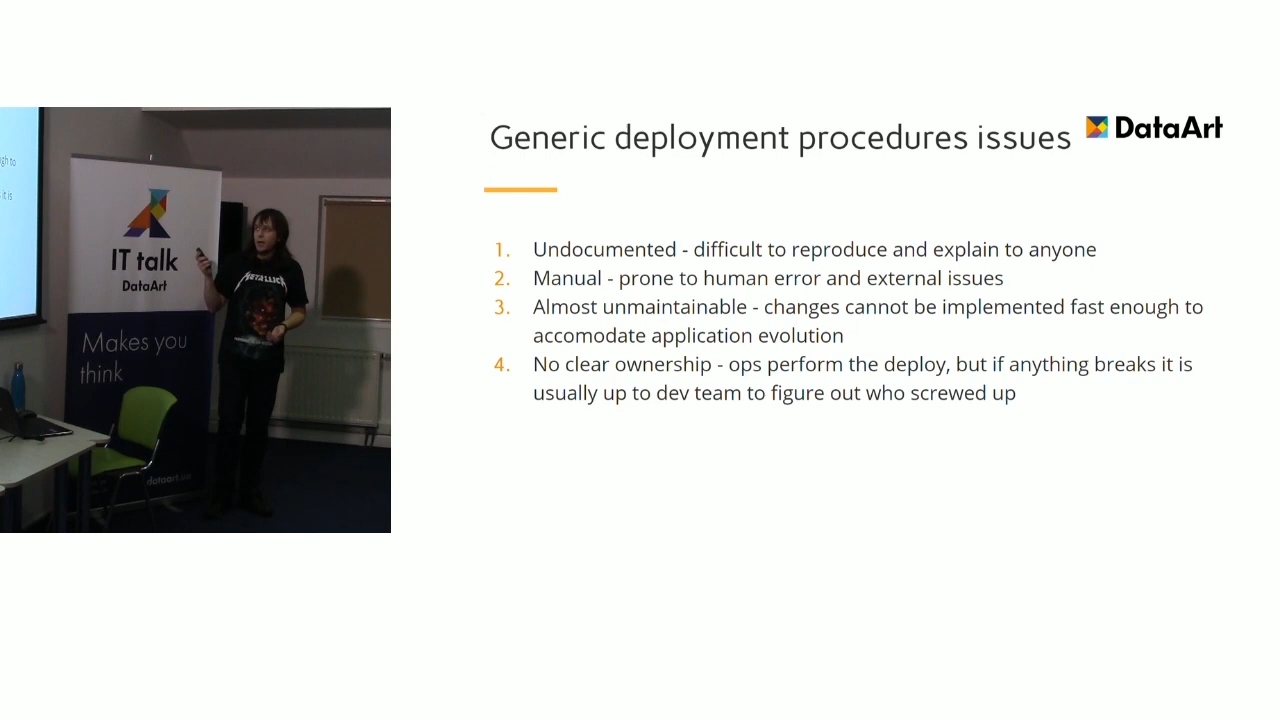 Generic deployment procedures issues
DataArt
1. Undocumented - difficult to reproduce and explain to anyone
2. Manual - prone to human error and external issues
3. Almost unmaintainable - changes cannot be implemented fast enough to
accomodate application evolution
4. No clear ownership - ops perform the deploy, but if anything breaks it is
usually up to dev team to figure out who screwed up
IT talk
DataArt
Makes you
think
METALLICA